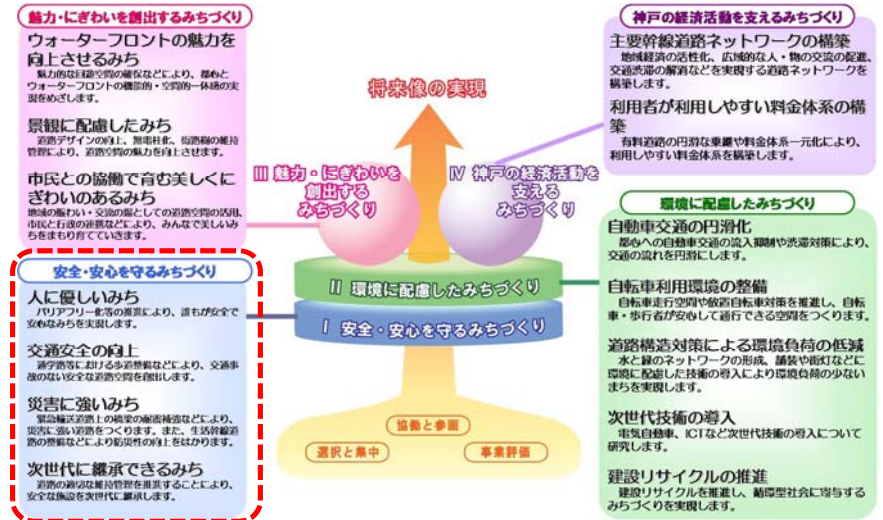 魅力・にぎわいを創出するみちづくり
ウォーターフロントの魅力を
向上させるみち
魅力的な回遊空間の確保などにより、都心と
ウォーターフロントの機能的・空間的一体感の実
現をめざします。
景観に配慮したみち
道路デザインの向上、無電柱化、街路樹の維持
管理により、道路空間の魅力を向上させます。
市民との協働で育む美しくに
ぎわいのあるみち
地域の賑わい・交流の場としての道路空間の活用、
市民と行政の連携などにより、みんなで美しいみ
ちをまもり育てていきます。
安全・安心を守るみちづくり
人に優しいみち
バリアフリー化等の推進により、誰もが安全で
安心なみちを実現します。
交通安全の向上
通学路等における歩道整備などにより、交通事
故のない安全な道路空間を創出します。
災害に強いみち
緊急輸送道路上の橋梁の耐震補強などにより、
災害に強い道路をつくります。また、生活幹線道
路の整備などにより防災性の向上をはかります。
次世代に継承できるみち
道路の適切な維持管理を推進することにより、
安全な施設を次世代に継承します。
将来像の実現
III 魅力・にぎわいを
創出する
みちづくり
IV 神戸の経済活動を
支える
みちづくり
II 環境に配慮したみちづくり
I 安全・安心を守るみちづくり
協働と参画
選択と集中
事業評価
神戸の経済活動を支えるみちづくり
主要幹線道路ネットワークの構築
地域経済の活性化、広域的な人・物の交流の促進、
交通渋滞の解消などを実現する道路ネットワークを
構築します。
利用者が利用しやすい料金体系の構
築
有料道路の円滑な乗継や料金体系一元化により、
利用しやすい料金体系を構築します。
環境に配慮したみちづくり
自動車交通の円滑化
都心への自動車交通の流入抑制や渋滞対策により、
交通の流れを円滑にします。
自転車利用環境の整備
自転車走行空間や放置自転車対策を推進し、自転
車・歩行者が安心して通行できる空間をつくります。
道路構造対策による環境負荷の低減
水と緑のネットワークの形成、舗装や街灯などに
環境に配慮した技術の導入により環境負荷の少ない
まちを実現します。
次世代技術の導入
電気自動車、ICTなど次世代技術の導入について
研究します。
建設リサイクルの推進
建設リサイクルを推進し、循環型社会に寄与する
みちづくりを実現します。